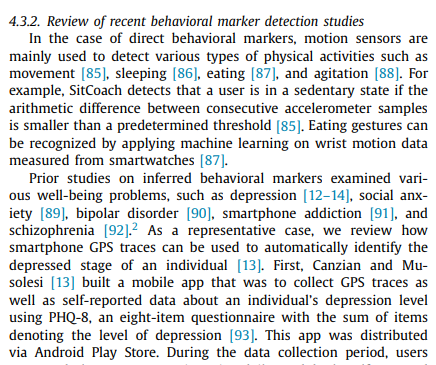 4.3.2. Review of recent behavioral marker detection studies
In the case of direct behavioral markers, motion sensors are
mainly used to detect various types of physical activities such as
movement [85], sleeping [86], eating [87], and agitation [88]. For
example, SitCoach detects that a user is in a sedentary state if the
arithmetic difference between consecutive accelerometer samples
is smaller than a predetermined threshold [85]. Eating gestures can
be recognized by applying machine learning on wrist motion data
measured from smartwatches [87].
Prior studies on inferred behavioral markers examined vari-
ous well-being problems, such as depression [12–14], social anx-
iety [89], bipolar disorder [90], smartphone addiction [91], and
schizophrenia [92].2 As a representative case, we review how
smartphone GPS traces can be used to automatically identify the
depressed stage of an individual [13]. First, Canzian and Mu-
solesi [13] built a mobile app that was to collect GPS traces as
well as self-reported data about an individual's depression level
using PHQ-8, an eight-item questionnaire with the sum of items
denoting the level of depression [93]. This app was distributed
via Android Play Store. During the data collection period, users